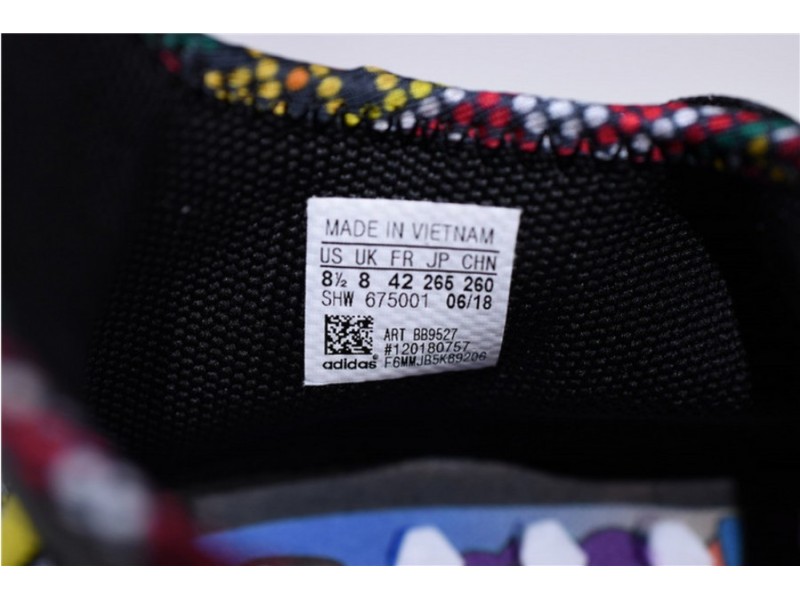 MADE IN VIETNAM
US UK FR JP CHN
8½ 8 42 265 260
SHW 675001 06/18
ART BB9527
#120180757
F6MMJB5K89206
adidas